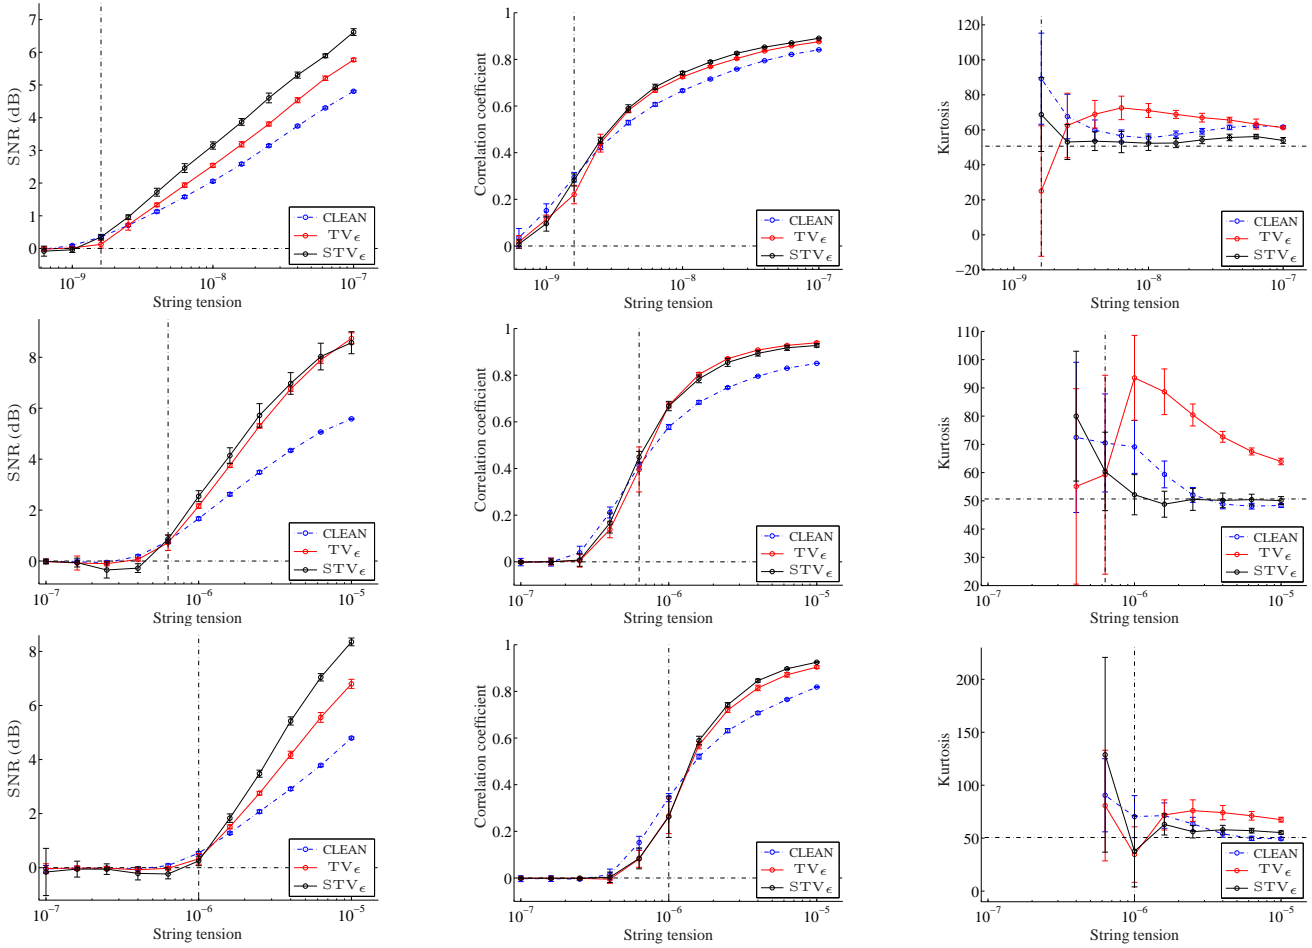 7
6
5
4
3
2
1
0
SNR (dB)
10⁻⁹
10⁻⁸
10⁻⁷
String tension
CLEAN
TVϵ
STVϵ
1
0.8
0.6
0.4
0.2
0
Correlation coefficient
10⁻⁹
10⁻⁸
10⁻⁷
String tension
CLEAN
TVϵ
STVϵ
120
100
80
60
40
20
0
−20
Kurtosis
10⁻⁹
10⁻⁸
10⁻⁷
String tension
CLEAN
TVϵ
STVϵ
8
6
4
2
0
SNR (dB)
10⁻⁷
10⁻⁶
10⁻⁵
String tension
CLEAN
TVϵ
STVϵ
1
0.8
0.6
0.4
0.2
0
Correlation coefficient
10⁻⁷
10⁻⁶
10⁻⁵
String tension
CLEAN
TVϵ
STVϵ
110
100
90
80
70
60
50
40
30
20
Kurtosis
10⁻⁷
10⁻⁶
10⁻⁵
String tension
CLEAN
TVϵ
STVϵ
8
6
4
2
0
SNR (dB)
10⁻⁷
10⁻⁶
10⁻⁵
String tension
CLEAN
TVϵ
STVϵ
1
0.8
0.6
0.4
0.2
0
Correlation coefficient
10⁻⁷
10⁻⁶
10⁻⁵
String tension
CLEAN
TVϵ
STVϵ
200
150
100
50
0
Kurtosis
10⁻⁷
10⁻⁶
10⁻⁵
String tension
CLEAN
TVϵ
STVϵ